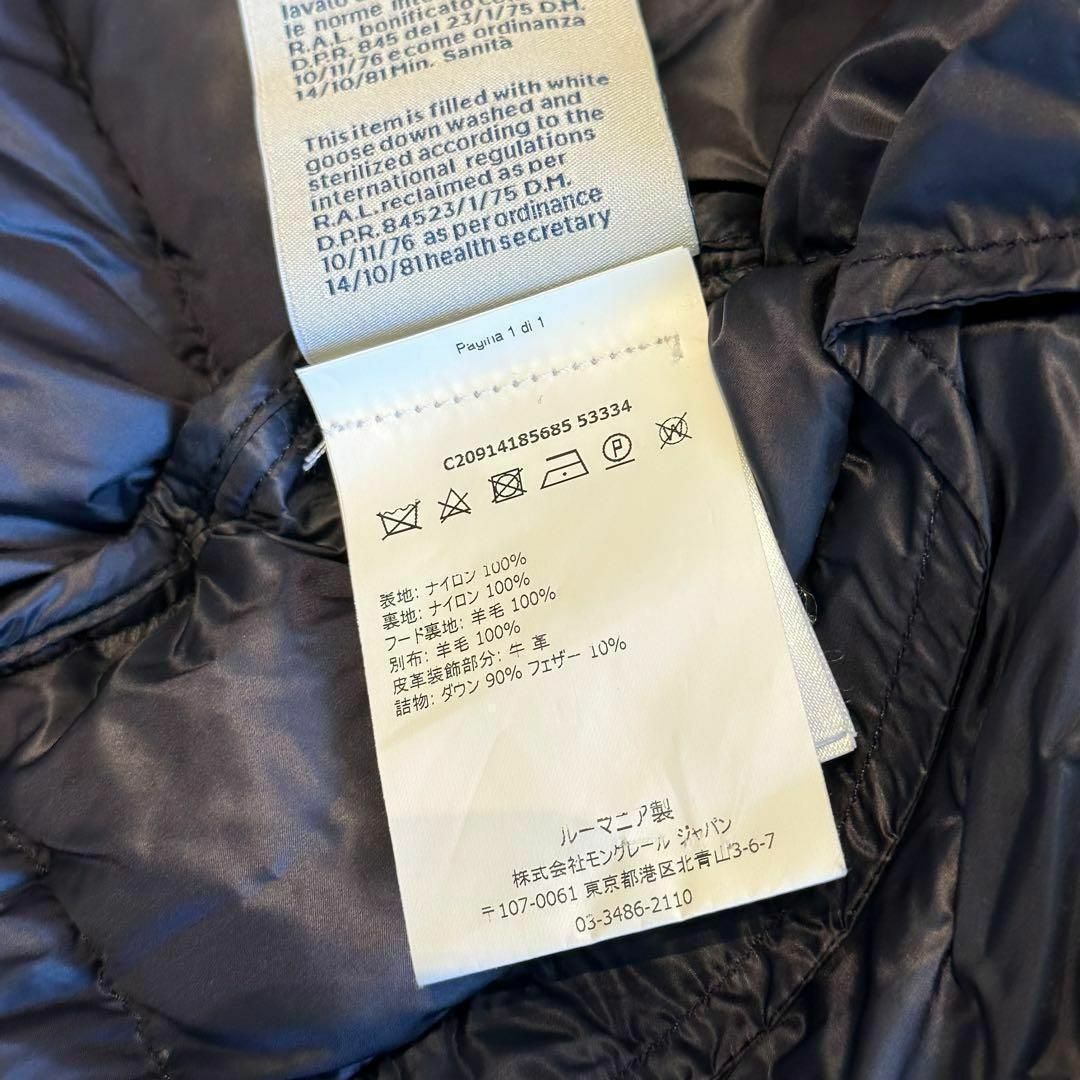 lavato
le norme
R.A.L. bonificato
D.P.R. 845 del 23/1/75 D.M.
10/11/76 e come ordinanza
14/10/81 Min. Sanità
This item is filled with white
goose down washed and
sterilized according to the
international regulations
R.A.L. reclaimed as per
D.P.R. 84523/1/75 D.M.
10/11/76 as per ordinance
14/10/81 health secretary
Pagina 1 di 1
C20914185685 53334
P
W
表地: ナイロン 100%
裏地: ナイロン 100%
フード裏地: 羊毛 100%
別布: 羊毛 100%
皮革装飾部分: 牛 革
詰物: ダウン 90% フェザー 10%
ルーマニア製
株式会社モンクレール ジャパン
〒107-0061 東京都港区北青山3-6-7
03-3486-2110